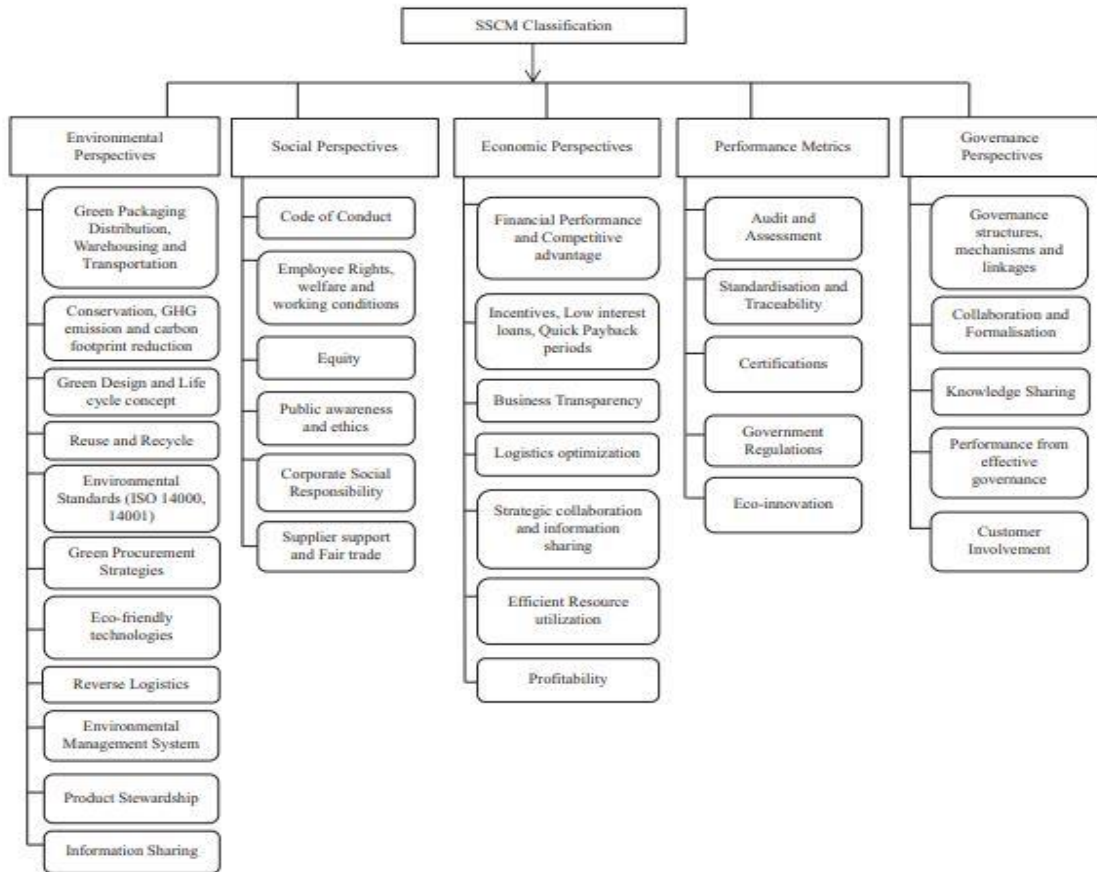 SSCM Classification
Environmental
Perspectives
Social Perspectives
Economic Perspectives
Performance Metrics
Governance
Perspectives
Green Packaging
Distribution,
Warehousing and
Transportation
Conservation, GHG
emission and carbon
footprint reduction
Green Design and Life
cycle concept
Reuse and Recycle
Environmental
Standards (ISO 14000,
14001)
Green Procurement
Strategies
Eco-friendly
technologies
Reverse Logistics
Environmental
Management System
Product Stewardship
Information Sharing
Code of Conduct
Employee Rights,
welfare and
working conditions
Equity
Public awareness
and ethics
Corporate Social
Responsibility
Supplier support
and Fair trade
Financial Performance
and Competitive
advantage
Incentives, Low interest
loans, Quick Payback
periods
Business Transparency
Logistics optimization
Strategic collaboration
and information
sharing
Efficient Resource
utilization
Profitability
Audit and
Assessment
Standardisation and
Traceability
Certifications
Government
Regulations
Eco-innovation
Governance
structures,
mechanisms and
linkages
Collaboration and
Formalisation
Knowledge Sharing
Performance from
effective
governance
Customer
Involvement